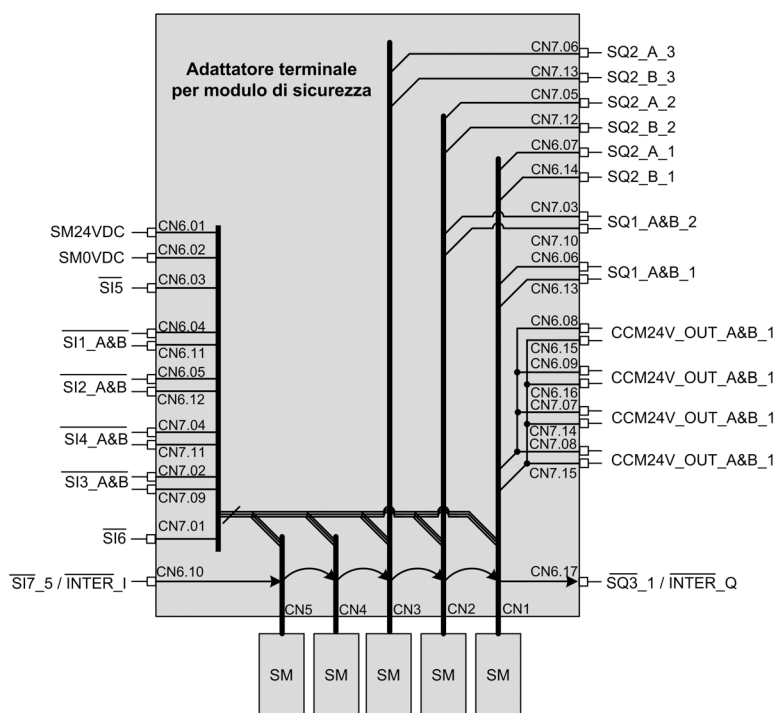 Adattatore terminale
per modulo di sicurezza
CN7.06
SQ2_A_3
CN7.13
SQ2_B_3
CN7.05
SQ2_A_2
CN7.12
SQ2_B_2
CN6.07
SQ2_A_1
CN6.14
SQ2_B_1
CN7.03
SQ1_A&B_2
CN7.10
CN6.06
SQ1_A&B_1
CN6.13
CN6.08
CCM24V_OUT_A&B_1
CN6.15
CN6.09
CCM24V_OUT_A&B_1
CN6.16
CN7.07
CCM24V_OUT_A&B_1
CN7.14
CN7.08
CCM24V_OUT_A&B_1
CN7.15
SM24VDC
CN6.01
SM0VDC
CN6.02
SI5
CN6.03
SI1_A&B
CN6.04
CN6.11
SI2_A&B
CN6.05
CN6.12
SI4_A&B
CN7.04
CN7.11
SI3_A&B
CN7.02
CN7.09
SI6
CN7.01
SI7_5 / INTER_I
CN6.10
CN6.17
SQ3_1 / INTER_Q
CN5 CN4 CN3 CN2 CN1
SM SM SM SM SM